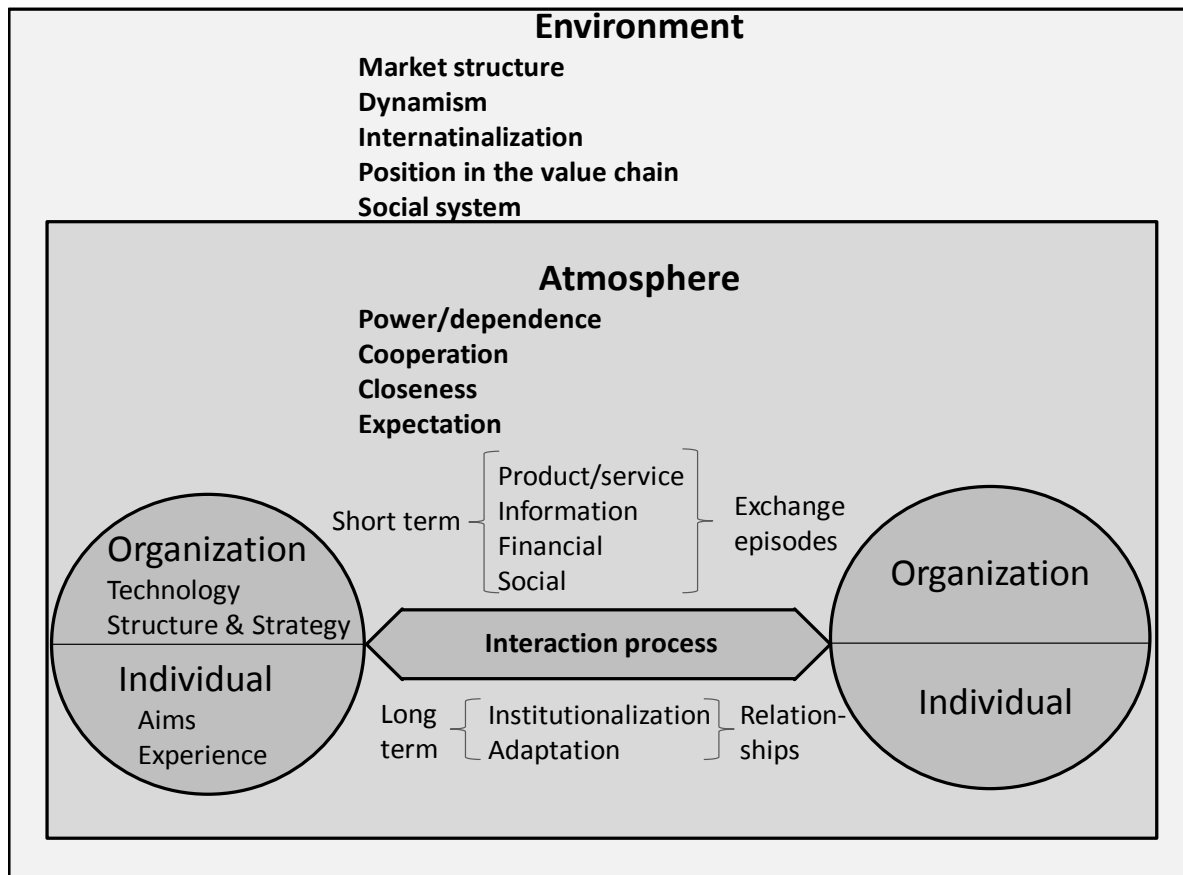 Environment
Market structure
Dynamism
Internatinalization
Position in the value chain
Social system
Atmosphere
Power/dependence
Cooperation
Closeness
Expectation
Short term
Product/service
Information
Financial
Social
Exchange
episodes
Organization
Technology
Structure & Strategy
Individual
Aims
Experience
Interaction process
Long
term
Institutionalization
Adaptation
Relation-
ships
Organization
Individual